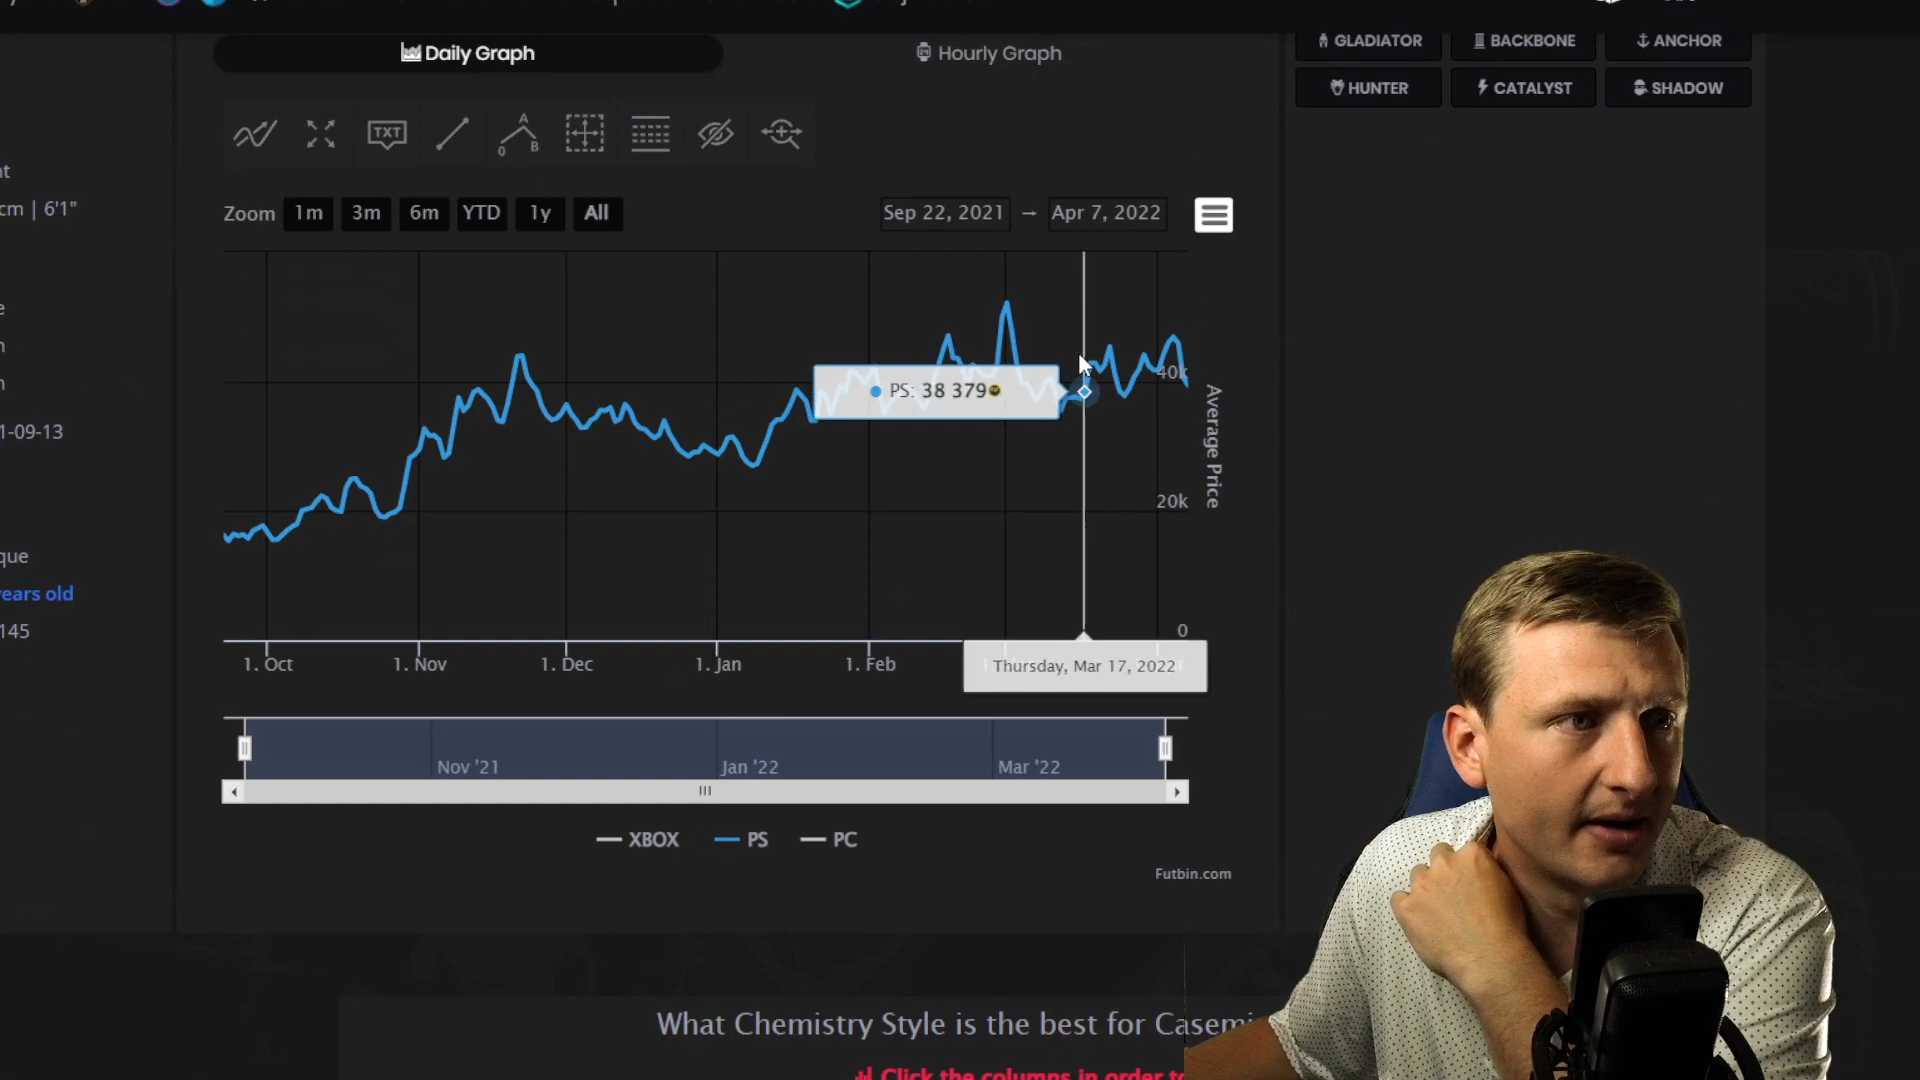 Daily Graph
Hourly Graph
GLADIATOR
BACKBONE
ANCHOR
HUNTER
CATALYST
SHADOW
TXT
A
0 B
cm | 6'1"
Zoom 1m 3m 6m YTD 1y All
Sep 22, 2021 → Apr 7, 2022
PS: 38 379
40k
20k
0
Average Price
1-09-13
que
ears old
145
1. Oct 1. Nov 1. Dec 1. Jan 1. Feb
Thursday, Mar 17, 2022
Nov '21 Jan '22 Mar '22
XBOX PS PC
Futbin.com
What Chemistry Style is the best for Casemi
Click the columns in order to